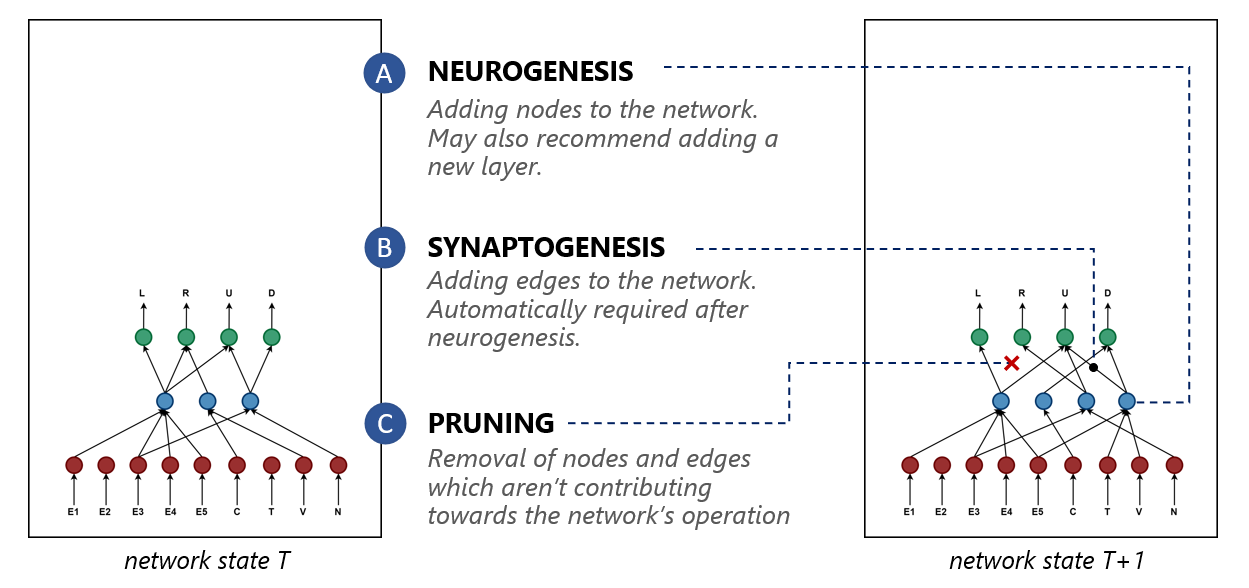 A
NEUROGENESIS
Adding nodes to the network.
May also recommend adding a
new layer.
B
SYNAPTOGENESIS
Adding edges to the network.
Automatically required after
neurogenesis.
C
PRUNING
Removal of nodes and edges
which aren't contributing
towards the network's operation
L R U D
E1 E2 E3 E4 E5 C T V N
network state T
L R U D
E1 E2 E3 E4 E5 C T V N
network state T+1